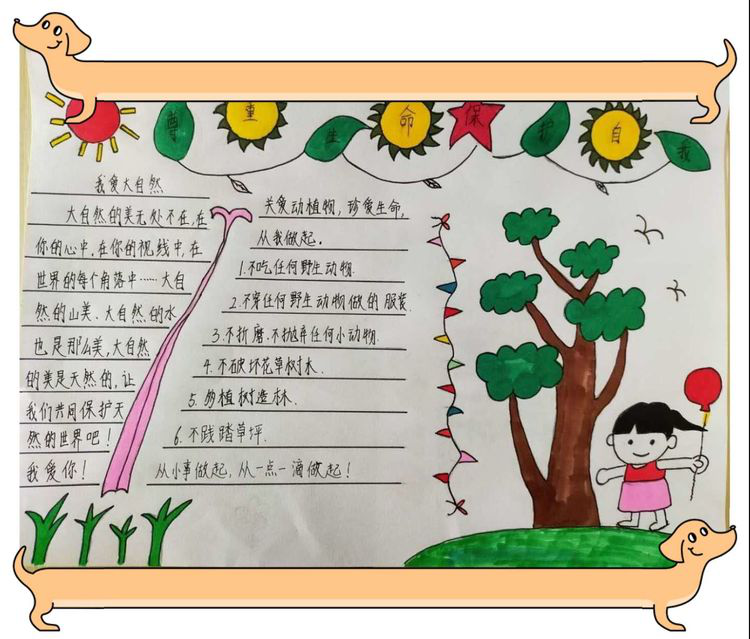 尊重生命保护自我
我爱大自然
大自然的美无处不在,在
你的心中,在你的视线中,在
世界的每个角落中……大自
然的山美、大自然的水
也是那么美,大自然
的美是天然的,让
我们共同保护天
然的世界吧！
我爱你！
关爱动植物，珍爱生命，
从我做起。
1.不吃任何野生动物.
2.不穿任何野生动物做的服装.
3.不折磨.不抛弃任何小动物.
4.不破坏花草树木.
5.多植树造林.
6.不践踏草坪.
从小事做起,从一点一滴做起！